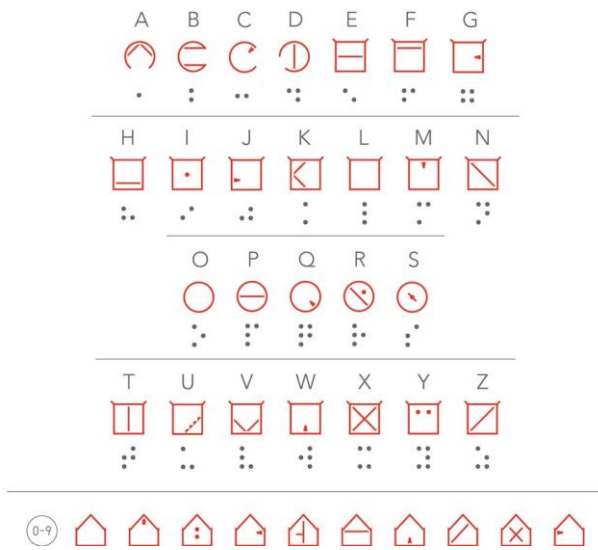 A B C D E F G
⠁ ⠃ ⠉ ⠙ ⠑ ⠋ ⠛
H I J K L M N
⠓ ⠊ ⠚ ⠅ ⠇ ⠍ ⠝
O P Q R S
⠕ ⠏ ⠟ ⠗ ⠎
T U V W X Y Z
⠞ ⠥ ⠧ ⠺ ⠭ ⠽ ⠵
0-9